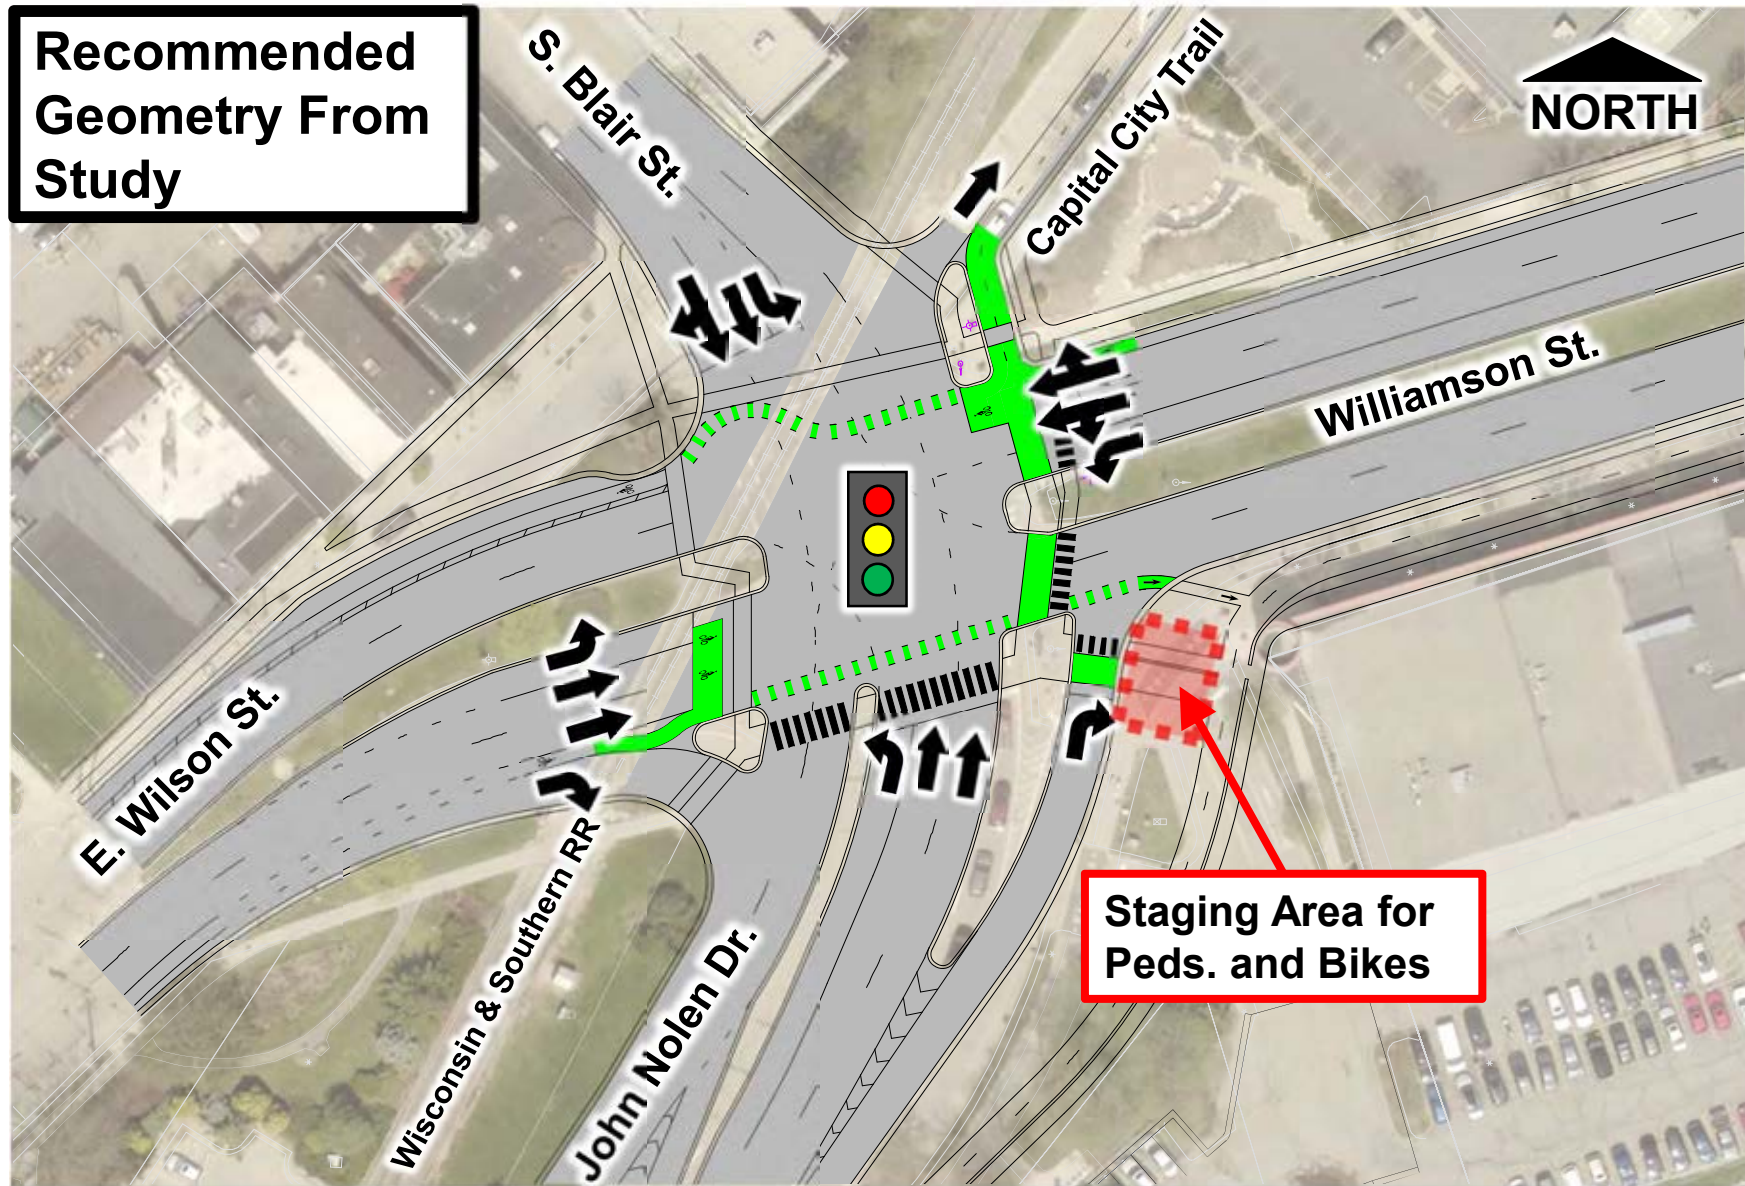 Recommended
Geometry From
Study
S. Blair St.
Capital City Trail
NORTH
Williamson St.
E. Wilson St.
Wisconsin & Southern RR
John Nolen Dr.
Staging Area for
Peds. and Bikes